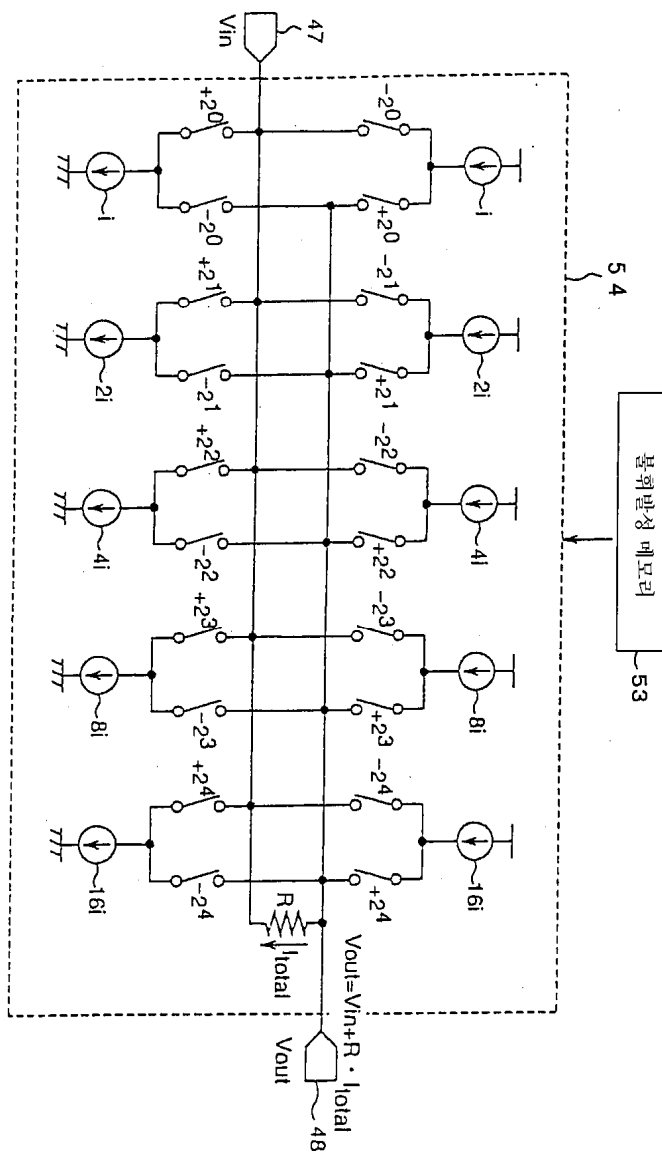 불휘발성 메모리
53
54
i 2i 4i 8i 16i
-2⁰ +2⁰ -2¹ +2¹ -2² +2² -2³ +2³ -2⁴ +2⁴
Vout=Vin+R・Itotal
48
Vout
47
Vin
R
Itotal
+2⁰ -2⁰ +2¹ -2¹ +2² -2² +2³ -2³ +2⁴ -2⁴
i 2i 4i 8i 16i